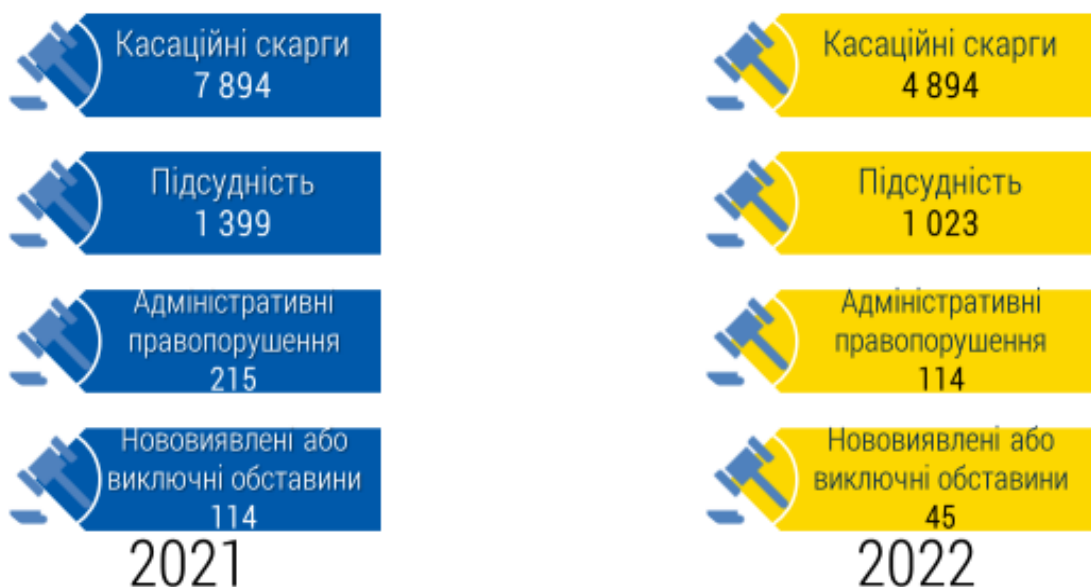 Касаційні скарги
7 894
Підсудність
1 399
Адміністративні
правопорушення
215
Нововиявлені або
виключні обставини
114
2021
Касаційні скарги
4 894
Підсудність
1 023
Адміністративні
правопорушення
114
Нововиявлені або
виключні обставини
45
2022